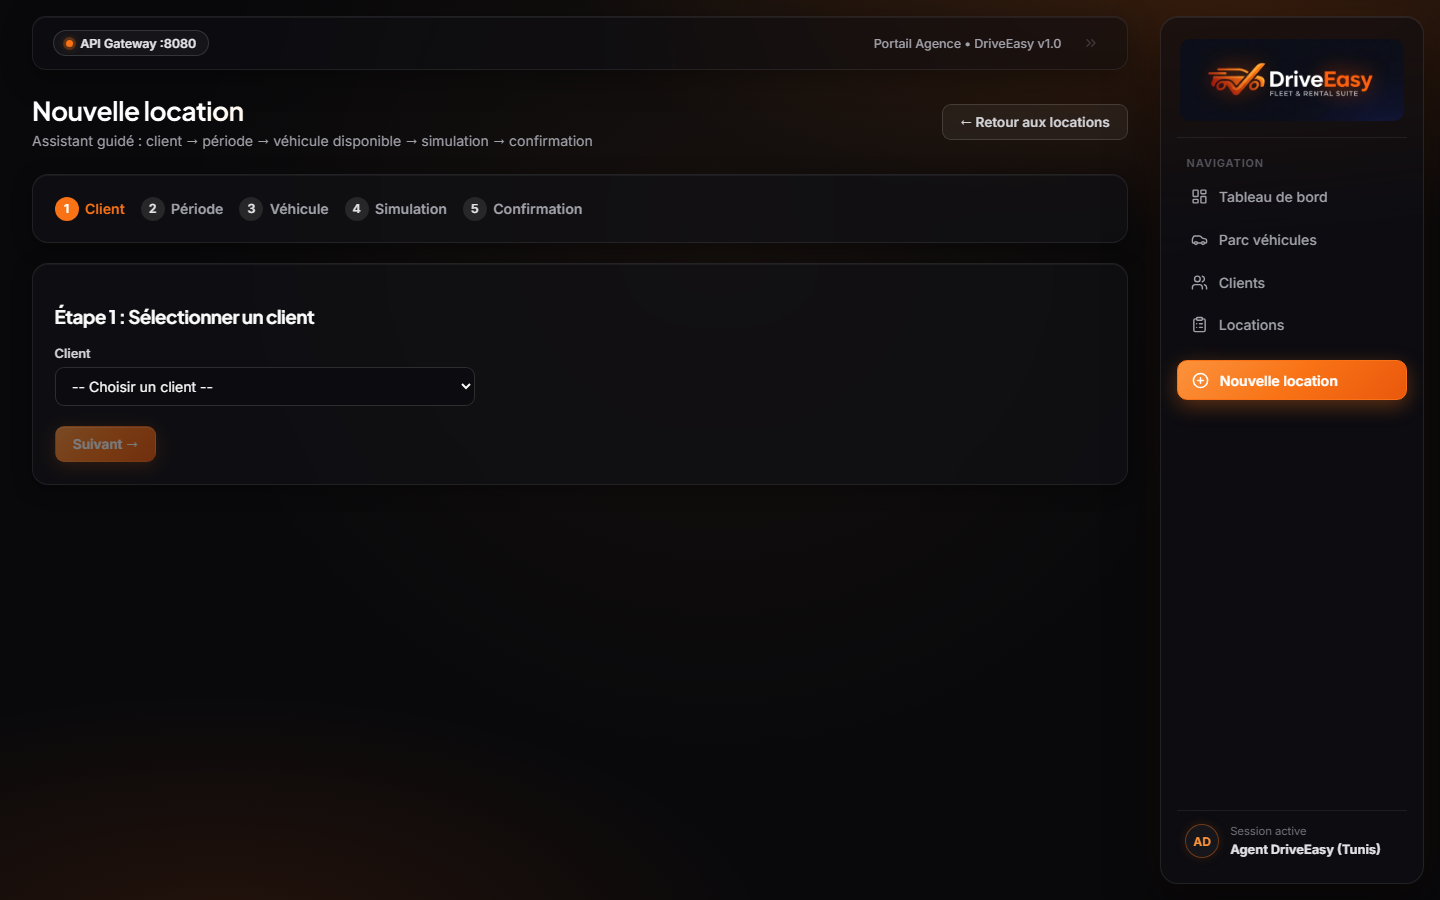 API Gateway :8080
Portail Agence • DriveEasy v1.0 »
Nouvelle location
Assistant guidé : client → période → véhicule disponible → simulation → confirmation
← Retour aux locations
1 Client 2 Période 3 Véhicule 4 Simulation 5 Confirmation
Étape 1 : Sélectionner un client
Client
-- Choisir un client --
Suivant →
DriveEasy
FLEET & RENTAL SUITE
NAVIGATION
Tableau de bord
Parc véhicules
Clients
Locations
Nouvelle location
AD
Session active
Agent DriveEasy (Tunis)